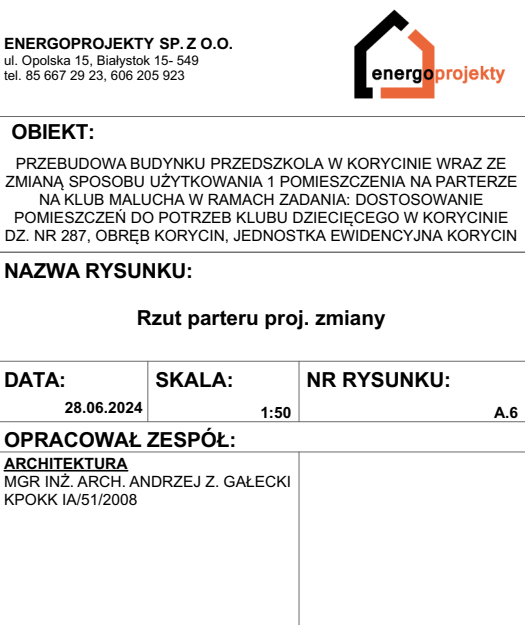 ENERGOPROJEKTY SP. Z O.O.
ul. Opolska 15, Białystok 15- 549
tel. 85 667 29 23, 606 205 923
energoprojekty
OBIEKT:
PRZEBUDOWA BUDYNKU PRZEDSZKOLA W KORYCINIE WRAZ ZE
ZMIANĄ SPOSOBU UŻYTKOWANIA 1 POMIESZCZENIA NA PARTERZE
NA KLUB MALUCHA W RAMACH ZADANIA: DOSTOSOWANIE
POMIESZCZEŃ DO POTRZEB KLUBU DZIECIĘCEGO W KORYCINIE
DZ. NR 287, OBRĘB KORYCIN, JEDNOSTKA EWIDENCYJNA KORYCIN
NAZWA RYSUNKU:
Rzut parteru proj. zmiany
DATA:
28.06.2024
SKALA:
1:50
NR RYSUNKU:
A.6
OPRACOWAŁ ZESPÓŁ:
ARCHITEKTURA
MGR INŻ. ARCH. ANDRZEJ Z. GAŁECKI
KPOKK IA/51/2008